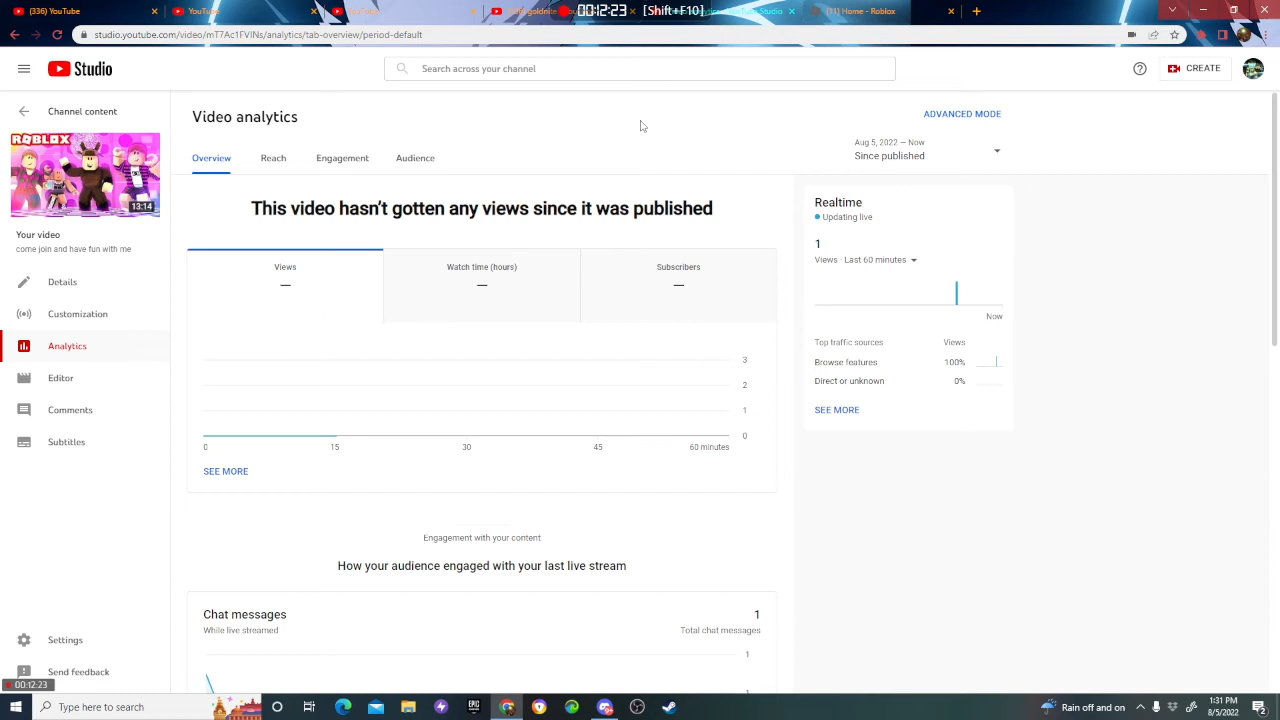 (336) YouTube
YouTube
YouTube
(336) goldnite
00:12:23
[Shift+F10]
Studio
(11) Home - Roblox
studio.youtube.com/video/mT7Ac1FVINs/analytics/tab-overview/period-default
Studio
Search across your channel
CREATE
Channel content
Video analytics
ADVANCED MODE
Aug 5, 2022 – Now
Since published
Overview
Reach
Engagement
Audience
ROBLOX
13:14
This video hasn't gotten any views since it was published
Realtime
Updating live
Your video
come join and have fun with me
1
Views · Last 60 minutes
Views
—
Watch time (hours)
—
Subscribers
—
Details
Customization
Analytics
Editor
Comments
Subtitles
Now
Top traffic sources
Views
Browse features
100%
Direct or unknown
0%
SEE MORE
3
2
1
0
0
15
30
45
60 minutes
SEE MORE
Engagement with your content
How your audience engaged with your last live stream
Chat messages
1
While live streamed
Total chat messages
1
1
Settings
Send feedback
00:12:23
Type here to search
EPIC
Rain off and on
1:31 PM
8/5/2022
2